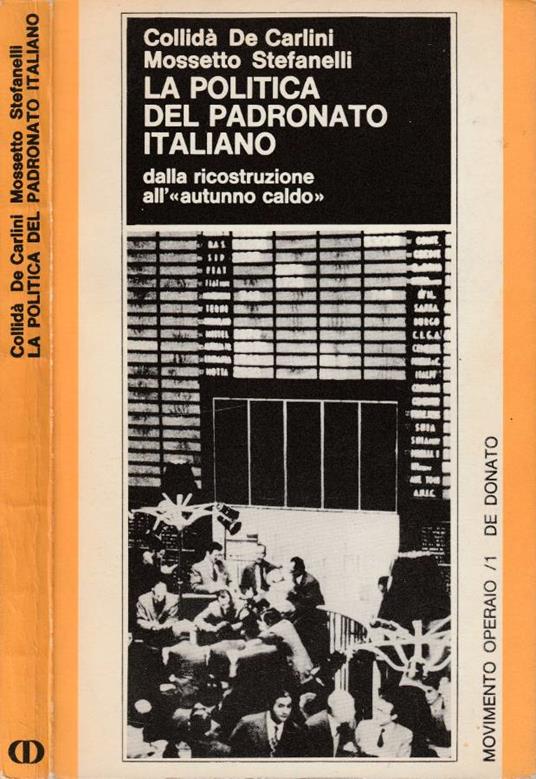 Collidà De Carlini Mossetto Stefanelli
LA POLITICA DEL PADRONATO ITALIANO
Collidà De Carlini
Mossetto Stefanelli
LA POLITICA
DEL PADRONATO
ITALIANO
dalla ricostruzione
all'«autunno caldo»
FIAT
MOVIMENTO OPERAIO /1 DE DONATO